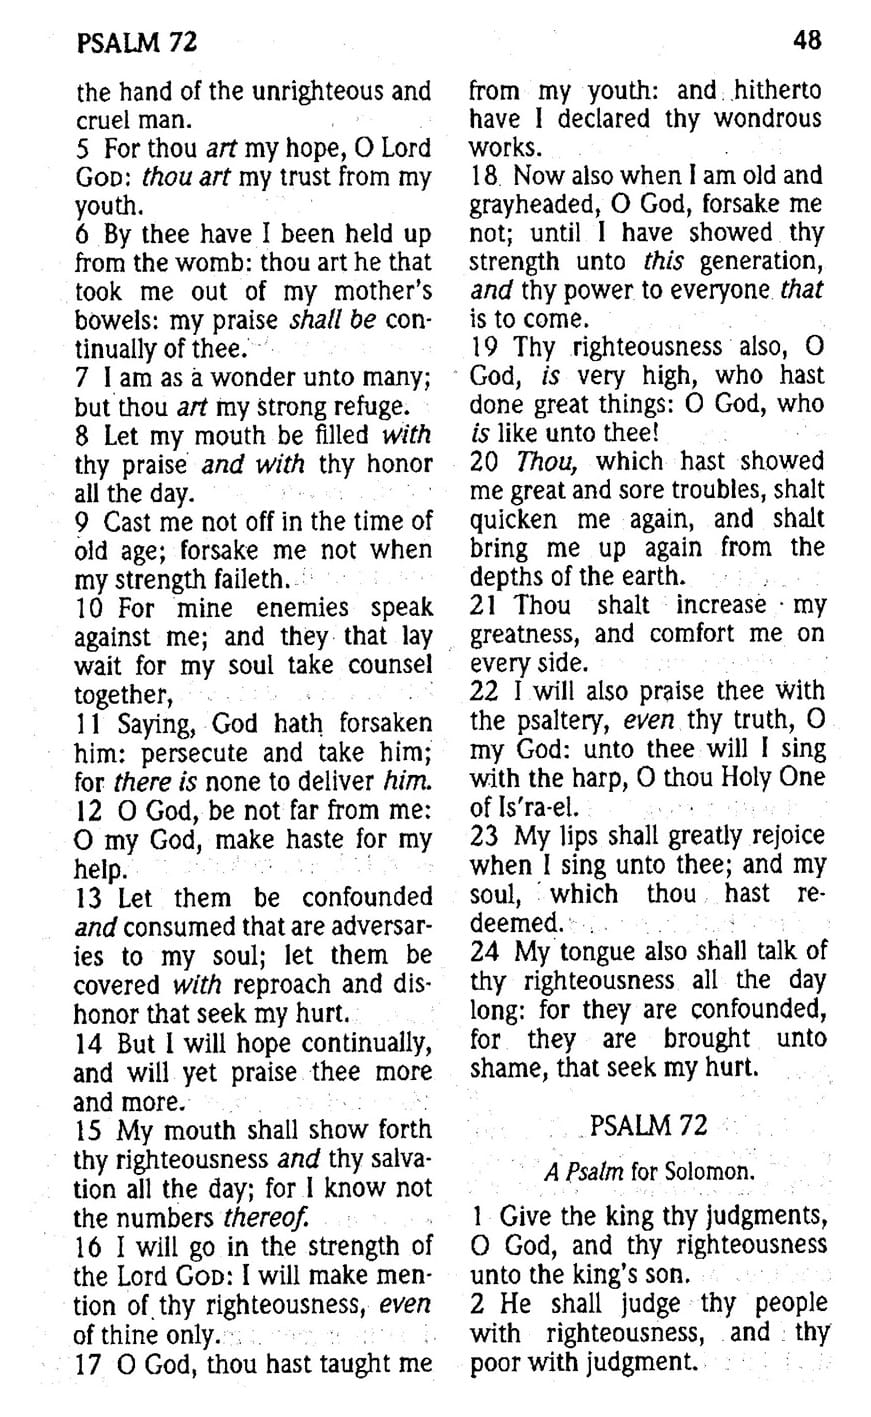 PSALM 72
48
the hand of the unrighteous and
cruel man.
5 For thou art my hope, O Lord
GOD: thou art my trust from my
youth.
6 By thee have I been held up
from the womb: thou art he that
took me out of my mother's
bowels: my praise shall be con-
tinually of thee.
7 I am as a wonder unto many;
but thou art my strong refuge.
8 Let my mouth be filled with
thy praise and with thy honor
all the day.
9 Cast me not off in the time of
old age; forsake me not when
my strength faileth.
10 For mine enemies speak
against me; and they that lay
wait for my soul take counsel
together,
11 Saying, God hath forsaken
him: persecute and take him;
for there is none to deliver him.
12 O God, be not far from me:
O my God, make haste for my
help.
13 Let them be confounded
and consumed that are adversar-
ies to my soul; let them be
covered with reproach and dis-
honor that seek my hurt.
14 But I will hope continually,
and will yet praise thee more
and more.
15 My mouth shall show forth
thy righteousness and thy salva-
tion all the day; for I know not
the numbers thereof.
16 I will go in the strength of
the Lord GOD: I will make men-
tion of thy righteousness, even
of thine only.
17 O God, thou hast taught me
from my youth: and hitherto
have I declared thy wondrous
works.
18 Now also when I am old and
grayheaded, O God, forsake me
not; until I have showed thy
strength unto this generation,
and thy power to everyone that
is to come.
19 Thy righteousness also, O
God, is very high, who hast
done great things: O God, who
is like unto thee!
20 Thou, which hast showed
me great and sore troubles, shalt
quicken me again, and shalt
bring me up again from the
depths of the earth.
21 Thou shalt increase my
greatness, and comfort me on
every side.
22 I will also praise thee with
the psaltery, even thy truth, O
my God: unto thee will I sing
with the harp, O thou Holy One
of Is'ra-el.
23 My lips shall greatly rejoice
when I sing unto thee; and my
soul, which thou hast re-
deemed.
24 My tongue also shall talk of
thy righteousness all the day
long: for they are confounded,
for they are brought unto
shame, that seek my hurt.
PSALM 72
A Psalm for Solomon.
1 Give the king thy judgments,
O God, and thy righteousness
unto the king's son.
2 He shall judge thy people
with righteousness, and thy
poor with judgment.